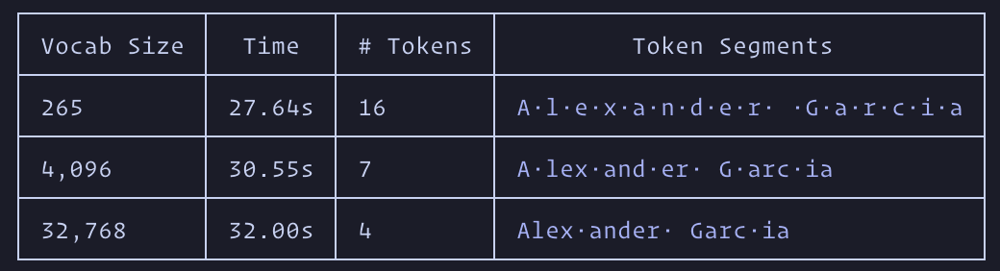 Vocab Size Time # Tokens Token Segments
265 27.64s 16 A·l·e·x·a·n·d·e·r· ·G·a·r·c·i·a
4,096 30.55s 7 A·lex·and·er· G·arc·ia
32,768 32.00s 4 Alex·ander· Garc·ia